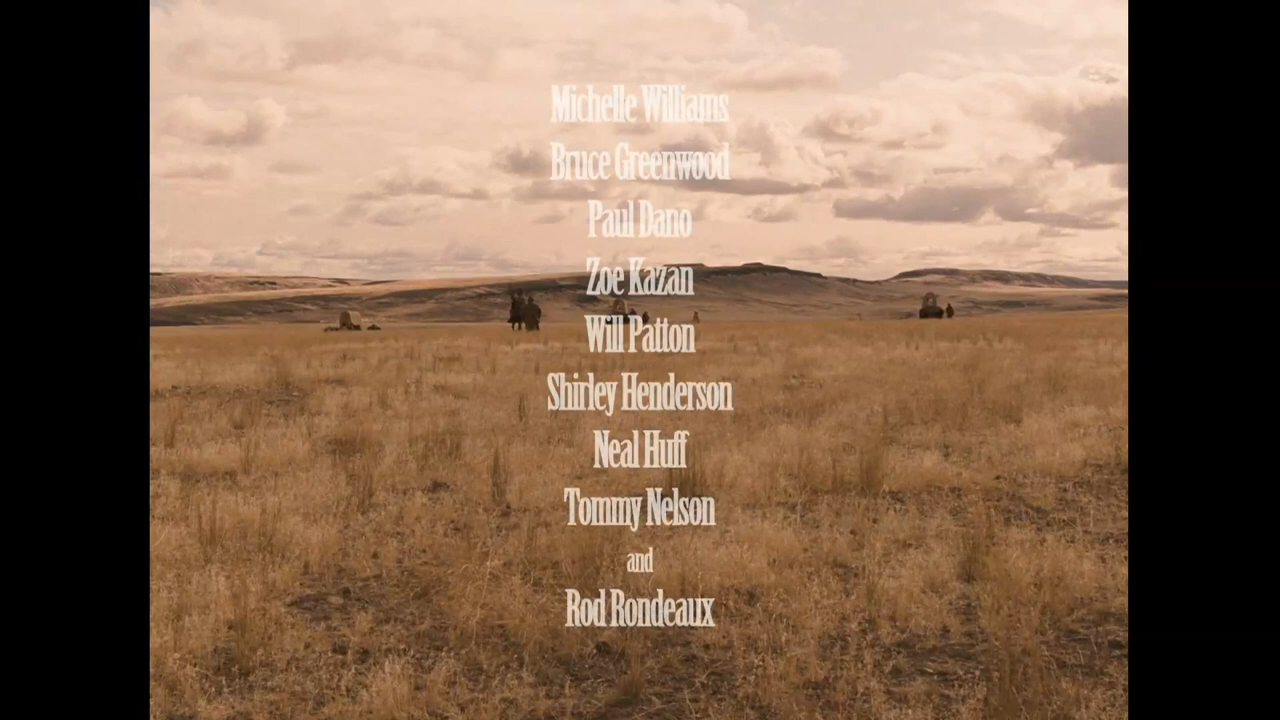 Michelle Williams
Bruce Greenwood
Paul Dano
Zoe Kazan
Will Patton
Shirley Henderson
Neal Huff
Tommy Nelson
and
Rod Rondeaux